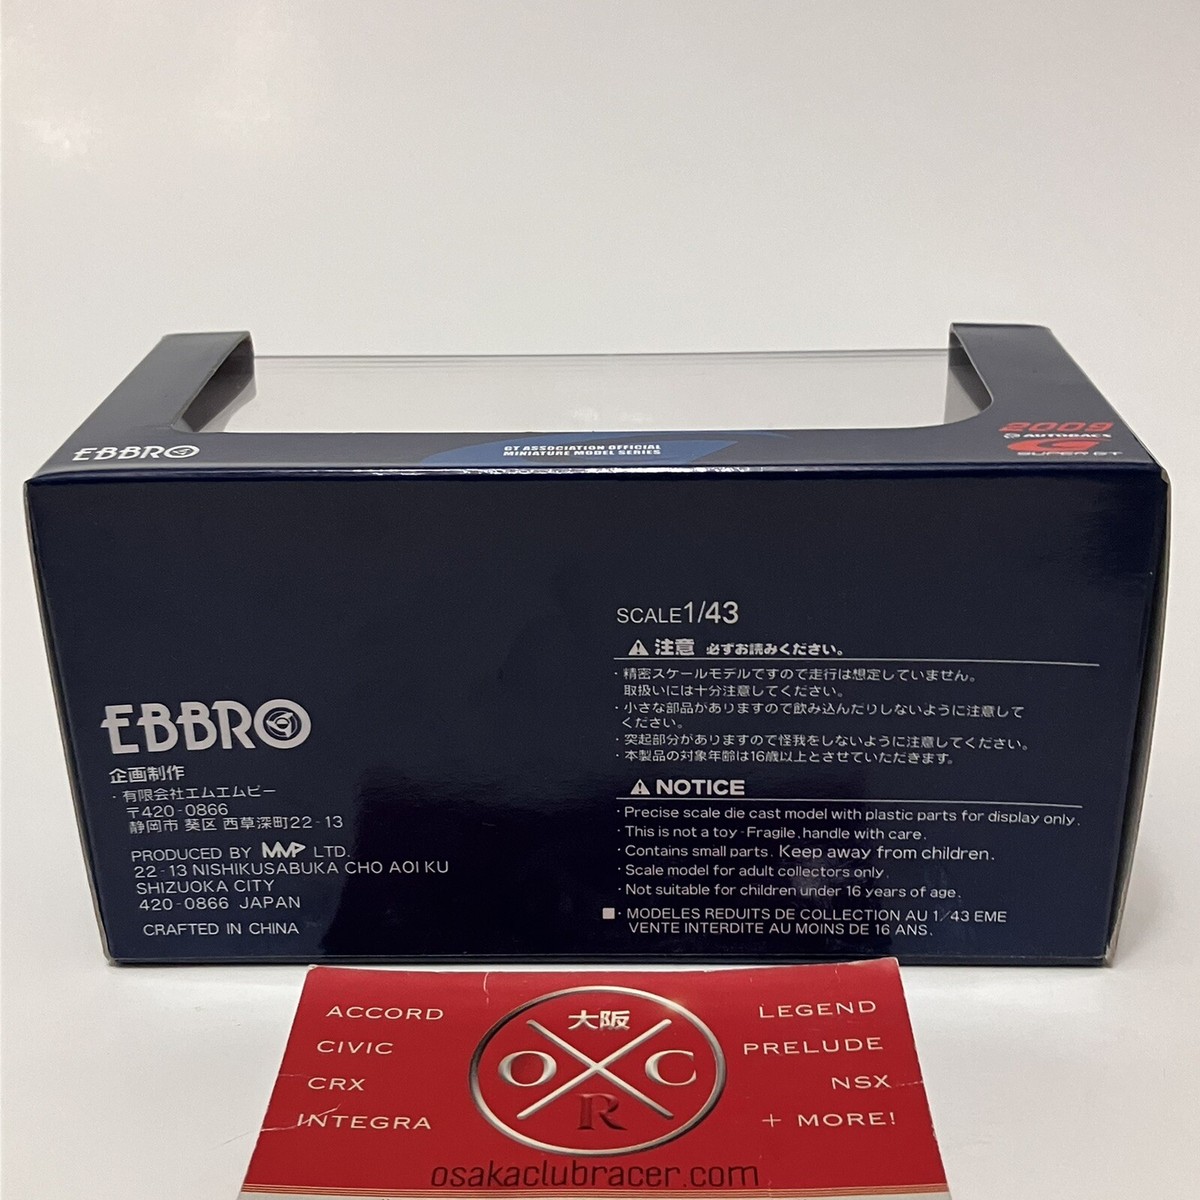 EBBRO
GT ASSOCIATION OFFICIAL
MINIATURE MODEL SERIES
2009
AUTOBACS
SUPER GT
EBBRO
企画制作
・有限会社エムエムピー
〒420-0866
静岡市 葵区 西草深町22-13
PRODUCED BY MMP LTD.
22-13 NISHIKUSABUKA CHO AOI KU
SHIZUOKA CITY
420-0866 JAPAN
CRAFTED IN CHINA
SCALE1/43
注意 必ずお読みください。
・精密スケールモデルですので走行は想定していません。
取扱いには十分注意してください。
・小さな部品がありますので飲み込んだりしないように注意して
ください。
・突起部分がありますので怪我をしないように注意してください。
・本製品の対象年齢は16歳以上とさせていただきます。
NOTICE
・Precise scale die cast model with plastic parts for display only.
・This is not a toy・Fragile, handle with care.
・Contains small parts. Keep away from children.
・Scale model for adult collectors only.
・Not suitable for children under 16 years of age.
■・MODELES REDUITS DE COLLECTION AU 1/43 EME
VENTE INTERDITE AU MOINS DE 16 ANS.
ACCORD
CIVIC
CRX
INTEGRA
大阪
O C
R
LEGEND
PRELUDE
NSX
+ MORE!
osakaclubracer.com